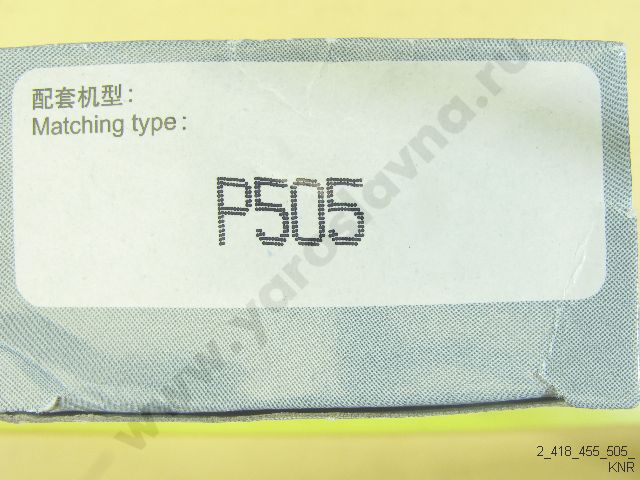 配套机型:
Matching type:
P505
www.yaroslavna.ru
2_418_455_505_
KNR